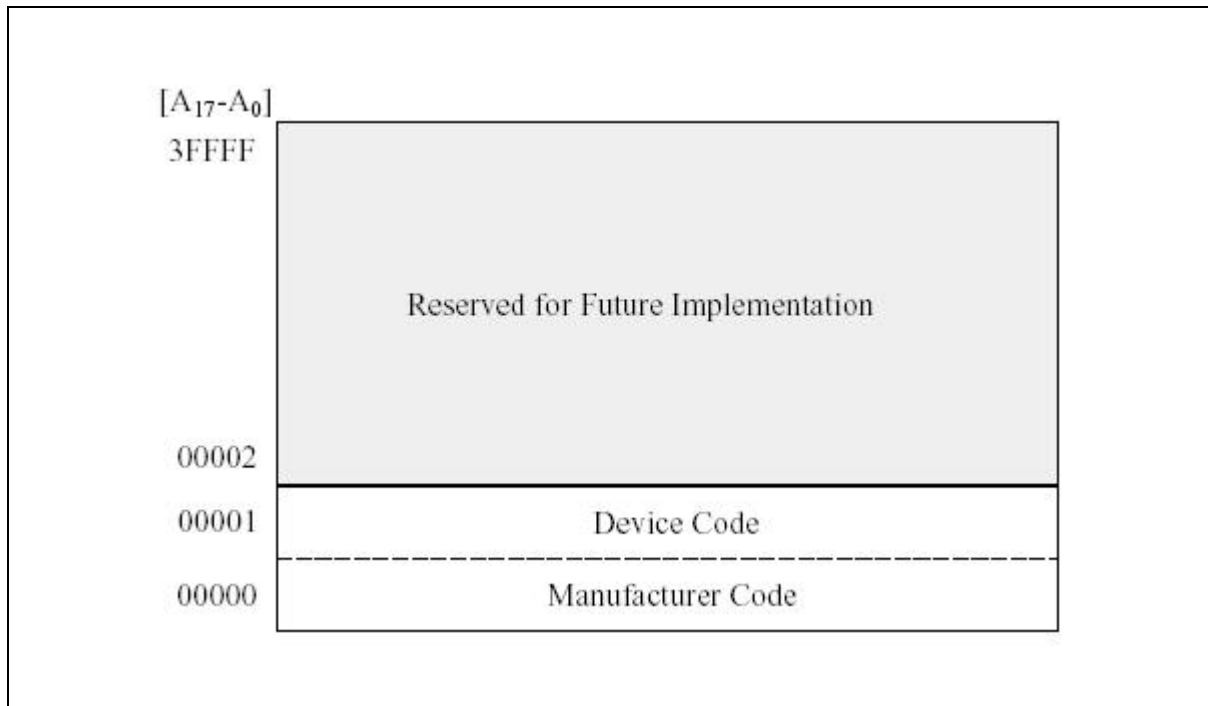 [A17-A0]
3FFFF
Reserved for Future Implementation
00002
00001 Device Code
00000 Manufacturer Code